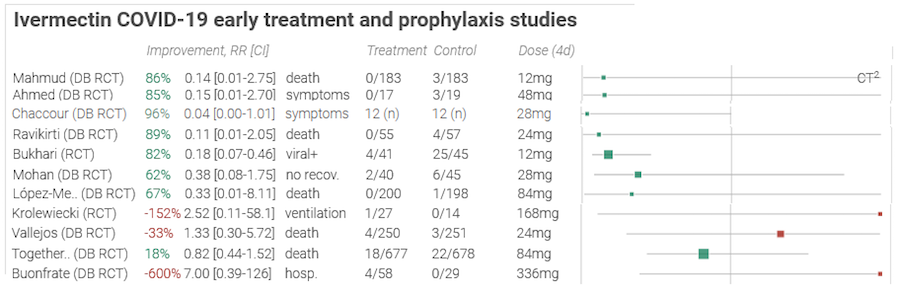 Ivermectin COVID-19 early treatment and prophylaxis studies
Improvement, RR [CI] Treatment Control Dose (4d)
Mahmud (DB RCT) 86% 0.14 [0.01-2.75] death 0/183 3/183 12mg CT²
Ahmed (DB RCT) 85% 0.15 [0.01-2.70] symptoms 0/17 3/19 48mg
Chaccour (DB RCT) 96% 0.04 [0.00-1.01] symptoms 12 (n) 12 (n) 28mg
Ravikirti (DB RCT) 89% 0.11 [0.01-2.05] death 0/55 4/57 24mg
Bukhari (RCT) 82% 0.18 [0.07-0.46] viral+ 4/41 25/45 12mg
Mohan (DB RCT) 62% 0.38 [0.08-1.75] no recov. 2/40 6/45 28mg
López-Me.. (DB RCT) 67% 0.33 [0.01-8.11] death 0/200 1/198 84mg
Krolewiecki (RCT) -152% 2.52 [0.11-58.1] ventilation 1/27 0/14 168mg
Vallejos (DB RCT) -33% 1.33 [0.30-5.72] death 4/250 3/251 24mg
Together.. (DB RCT) 18% 0.82 [0.44-1.52] death 18/677 22/678 84mg
Buonfrate (DB RCT) -600% 7.00 [0.39-126] hosp. 4/58 0/29 336mg